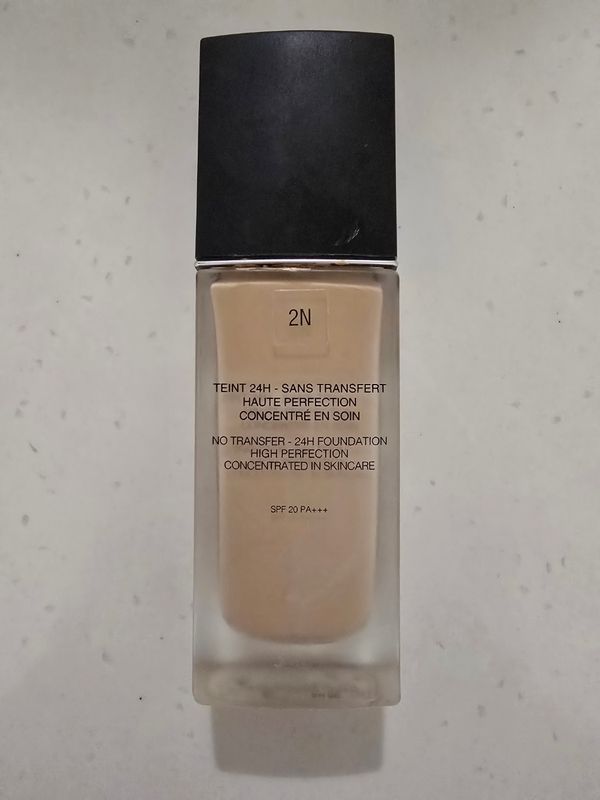 2N
TEINT 24H - SANS TRANSFERT
HAUTE PERFECTION
CONCENTRÉ EN SOIN
NO TRANSFER - 24H FOUNDATION
HIGH PERFECTION
CONCENTRATED IN SKINCARE
SPF 20 PA+++